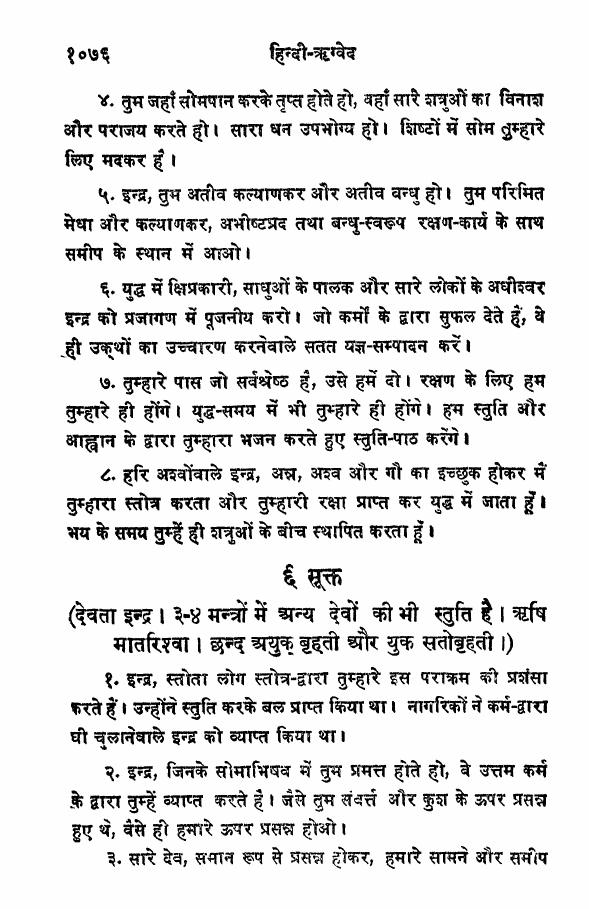 १०७६ हिन्दी-ऋग्वेद
४. तुम जहाँ सोमपान करके तृप्त होते हो, वहाँ सारे शत्रुओं का विनाश
और पराजय करते हो। सारा धन उपभोग्य हो। शिष्टों में सोम तुम्हारे
लिए मदकर है।
५. इन्द्र, तुम अतीव कल्याणकर और अतीव बन्धु हो। तुम परिमित
मेधा और कल्याणकर, अभीष्टप्रद तथा बन्धु-स्वरूप रक्षण-कार्य के साथ
समीप के स्थान में आओ।
६. युद्ध में क्षिप्रकारी, साधुओं के पालक और सारे लोकों के अधीश्वर
इन्द्र को प्रजागण में पूजनीय करो। जो कर्मों के द्वारा सुफल देते हैं, वे
ही उक्थों का उच्चारण करनेवाले सतत यज्ञ-सम्पादन करें।
७. तुम्हारे पास जो सर्वश्रेष्ठ है, उसे हमें दो। रक्षण के लिए हम
तुम्हारे ही होंगे। युद्ध-समय में भी तुम्हारे ही होंगे। हम स्तुति और
आह्वान के द्वारा तुम्हारा भजन करते हुए स्तुति-पाठ करेंगे।
८. हरि अश्वोंवाले इन्द्र, अन्न, अश्व और गौ का इच्छुक होकर में
तुम्हारा स्तोत्र करता और तुम्हारी रक्षा प्राप्त कर युद्ध में जाता हूँ।
भय के समय तुम्हें ही शत्रुओं के बीच स्थापित करता हूँ।
६ सूक्त
(देवता इन्द्र। ३-४ मन्त्रों में अन्य देवों की भी स्तुति है। ऋषि
मातरिश्वा। छन्द अयुक् बृहती और युक सतोबृहती।)
१. इन्द्र, स्तोता लोग स्तोत्र-द्वारा तुम्हारे इस पराक्रम की प्रशंसा
करते हैं। उन्होंने स्तुति करके बल प्राप्त किया था। नागरिकों ने कर्म-द्वारा
घी चुलानेवाले इन्द्र को व्याप्त किया था।
२. इन्द्र, जिनके सोमाभिषव में तुम प्रमत्त होते हो, वे उत्तम कर्म
के द्वारा तुम्हें व्याप्त करते है। जैसे तुम संवर्त्त और कुश के ऊपर प्रसन्न
हुए थे, वैसे ही हमारे ऊपर प्रसन्न होओ।
३. सारे देव, समान रूप से प्रसन्न होकर, हमारे सामने और समीप